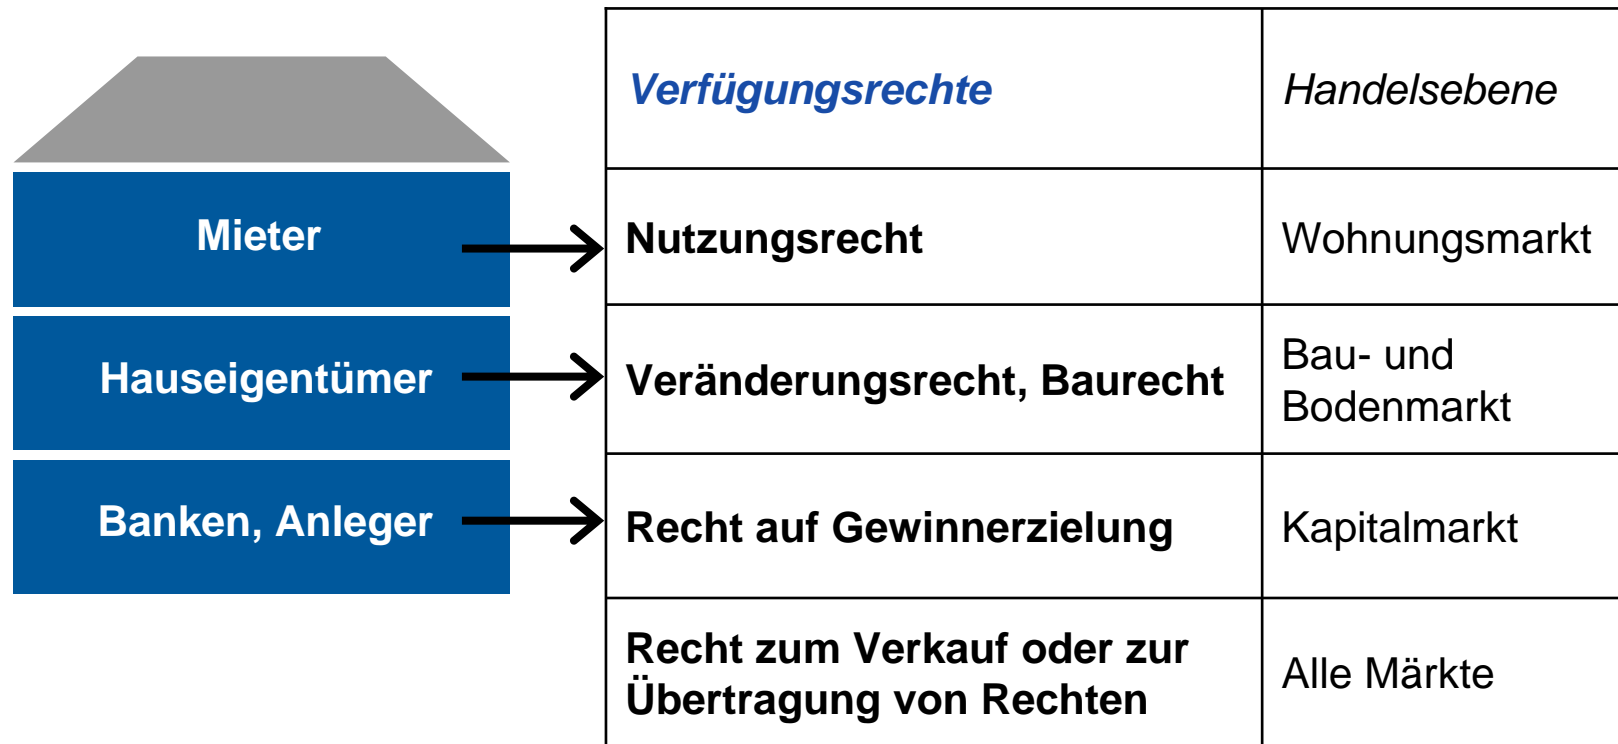 Verfügungsrechte
Handelsebene
Mieter
Nutzungsrecht
Wohnungsmarkt
Hauseigentümer
Veränderungsrecht, Baurecht
Bau- und
Bodenmarkt
Banken, Anleger
Recht auf Gewinnerzielung
Kapitalmarkt
Recht zum Verkauf oder zur
Übertragung von Rechten
Alle Märkte